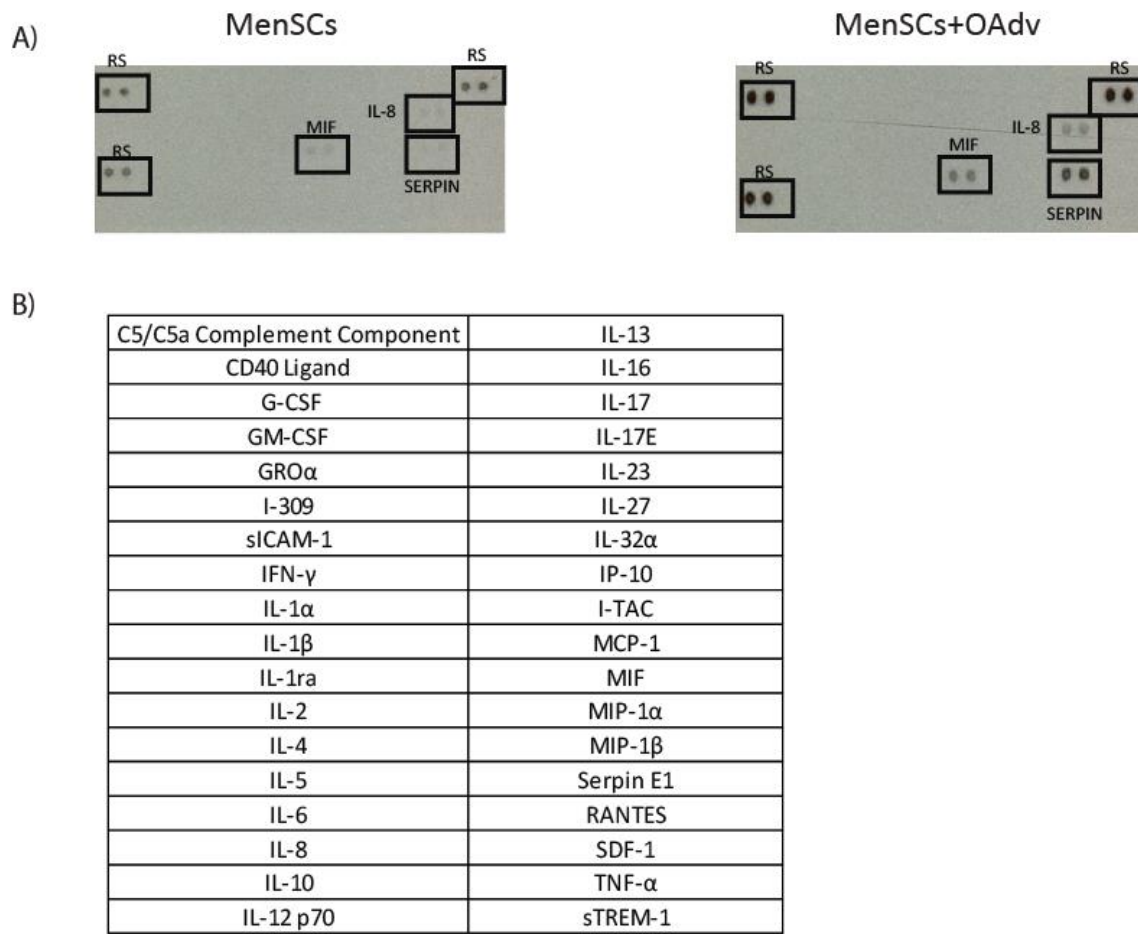 A)
MenSCs
MenSCs+OAdv
RS
RS
IL-8
MIF
RS
SERPIN
RS
RS
IL-8
MIF
RS
SERPIN
B)
C5/C5a Complement Component IL-13
CD40 Ligand IL-16
G-CSF IL-17
GM-CSF IL-17E
GROα IL-23
I-309 IL-27
sICAM-1 IL-32α
IFN-γ IP-10
IL-1α I-TAC
IL-1β MCP-1
IL-1ra MIF
IL-2 MIP-1α
IL-4 MIP-1β
IL-5 Serpin E1
IL-6 RANTES
IL-8 SDF-1
IL-10 TNF-α
IL-12 p70 sTREM-1